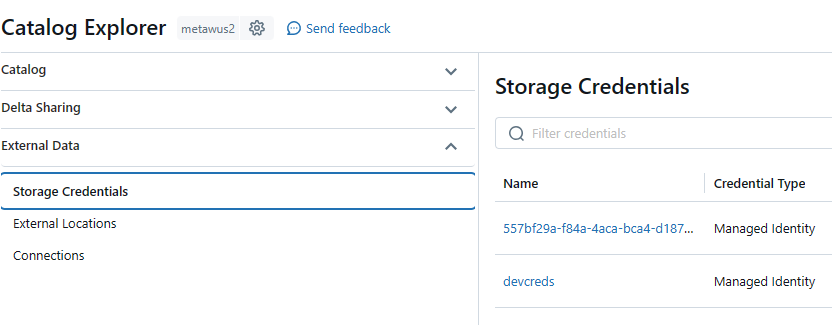 Catalog Explorer metawus2 Send feedback
Catalog
Delta Sharing
External Data
Storage Credentials
External Locations
Connections
Storage Credentials
Filter credentials
Name Credential Type
557bf29a-f84a-4aca-bca4-d187... Managed Identity
devcreds Managed Identity